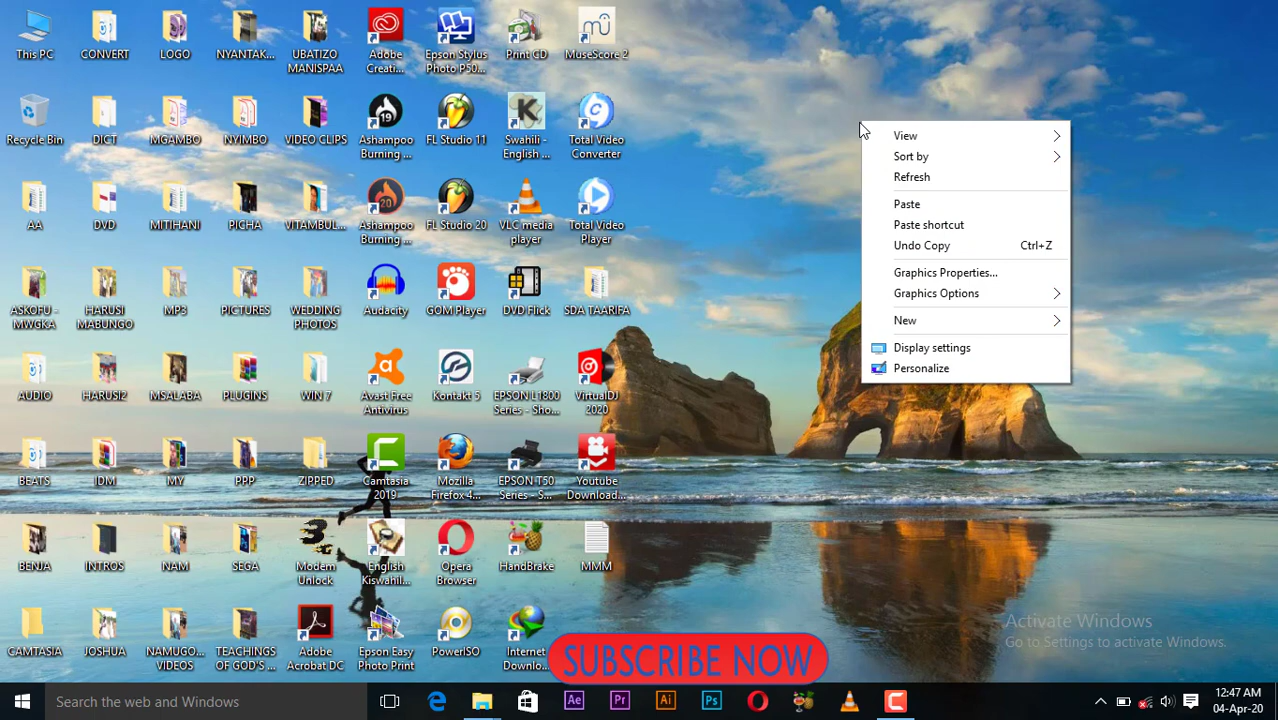 This PC
CONVERT
LOGO
NYANTAK...
UBATIZO
MANISPAA
Adobe
Creati...
Epson Stylus
Photo P50...
Print CD
MuseScore 2
Recycle Bin
DICT
MGAMBO
NYIMBO
VIDEO CLIPS
Ashampoo
Burning ...
FL Studio 11
Swahili -
English ...
Total Video
Converter
AA
DVD
MITIHANI
PICHA
VITAMBUL...
Ashampoo
Burning ...
FL Studio 20
VLC media
player
Total Video
Player
ASKOFU -
MWGKA
HARUSI
MABUNGO
MP3
PICTURES
WEDDING
PHOTOS
Audacity
GOM Player
DVD Flick
SDA TAARIFA
AUDIO
HARUSI2
MSALABA
PLUGINS
WIN 7
Avast Free
Antivirus
Kontakt 5
EPSON L1800
Series - Sho...
VirtualDJ
2020
BEATS
IDM
MY
PPP
ZIPPED
Camtasia
2019
Mozilla
Firefox 4...
EPSON T50
Series - S...
Youtube
Download...
BENJA
INTROS
NAM
SEGA
Modem
Unlock
English
Kiswahil...
Opera
Browser
HandBrake
MMM
CAMTASIA
JOSHUA
NAMUGO...
VIDEOS
TEACHINGS
OF GOD'S ...
Adobe
Acrobat DC
Epson Easy
Photo Print
PowerISO
Internet
Downlo...
View
Sort by
Refresh
Paste
Paste shortcut
Undo Copy Ctrl+Z
Graphics Properties...
Graphics Options
New
Display settings
Personalize
Activate Windows
Go to Settings to activate Windows.
SUBSCRIBE NOW
Search the web and Windows
Ae
Pr
Ai
Ps
12:47 AM
04-Apr-20